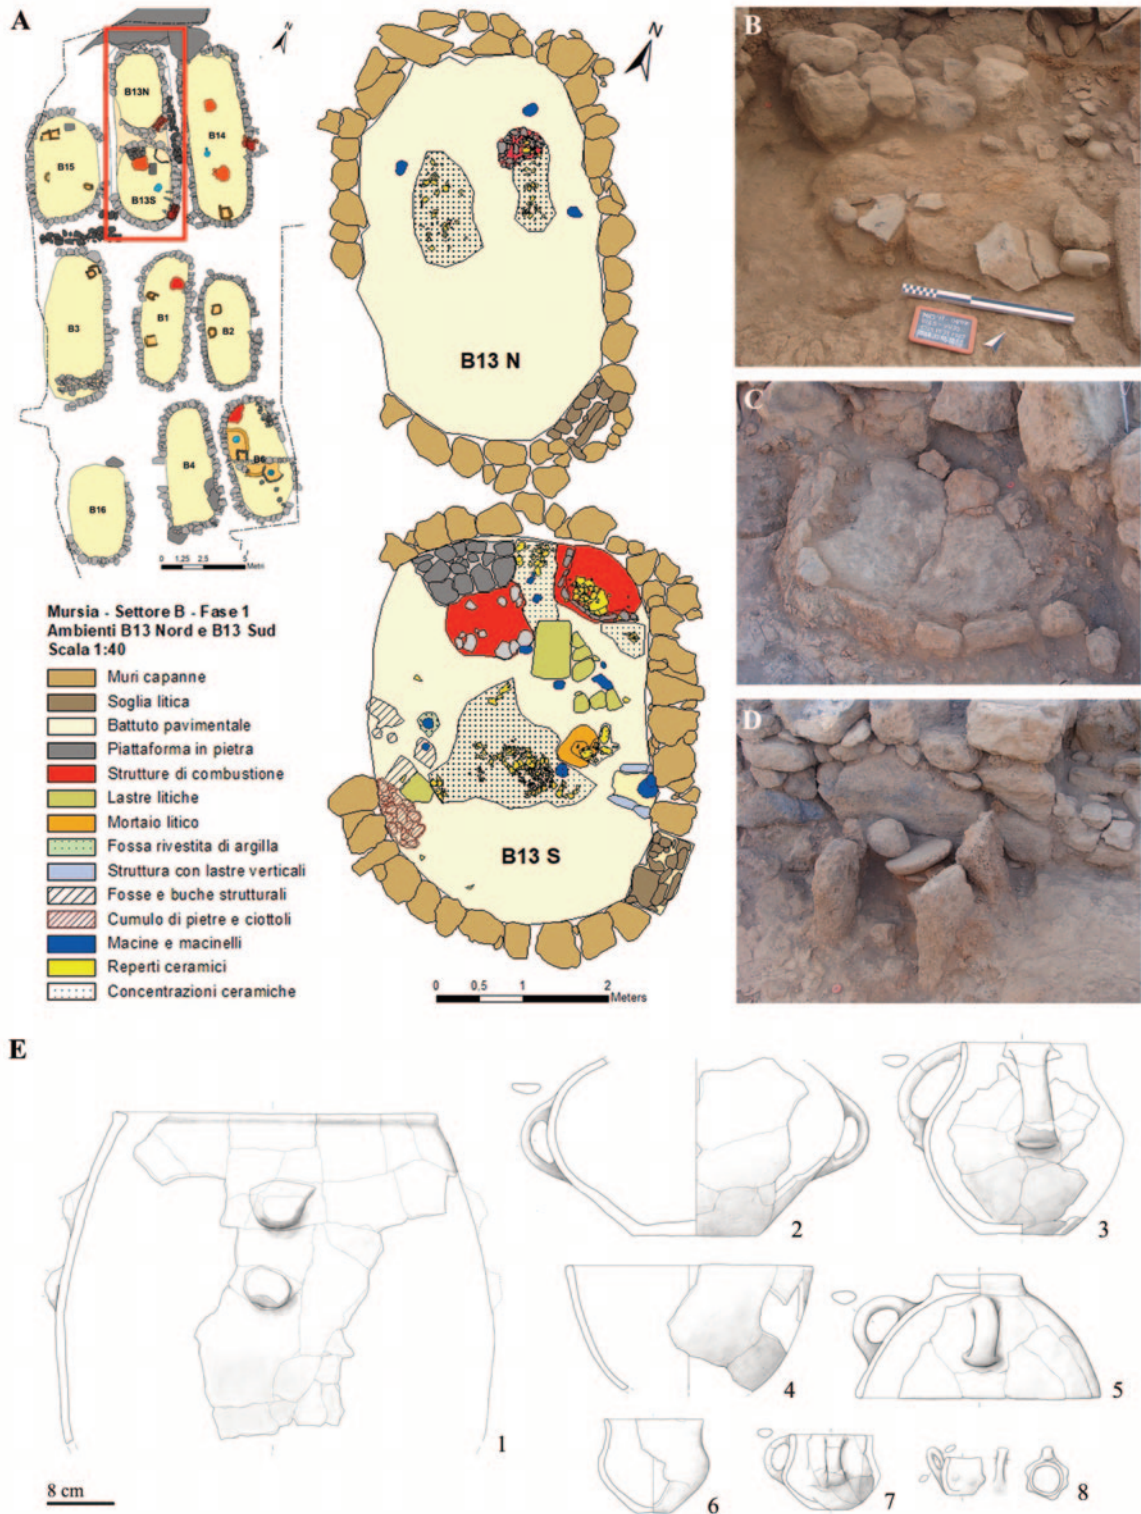 A
N
B13N
B14
B15
B13S
B3
B1
B2
B4
B6
B16
0 1.25 2.5
Metri
Mursia - Settore B - Fase 1
Ambienti B13 Nord e B13 Sud
Scala 1:40
Muri capanne
Soglia litica
Battuto pavimentale
Piattaforma in pietra
Strutture di combustione
Lastre litiche
Mortaio litico
Fossa rivestita di argilla
Struttura con lastre verticali
Fosse e buche strutturali
Cumulo di pietre e ciottoli
Macine e macinelli
Reperti ceramici
Concentrazioni ceramiche
N
B13 N
B13 S
0 0,5 1 2
Meters
B
C
D
E
1
2
3
4
5
6
7
8
8 cm